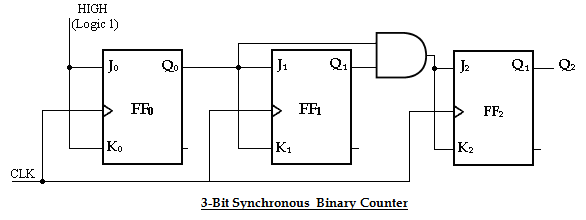 HIGH
(Logic 1)
J0 Q0 J1 Q1 J2 Q1 Q2
FF0 FF1 FF2
K0 K1 K2
CLK
3-Bit Synchronous Binary Counter